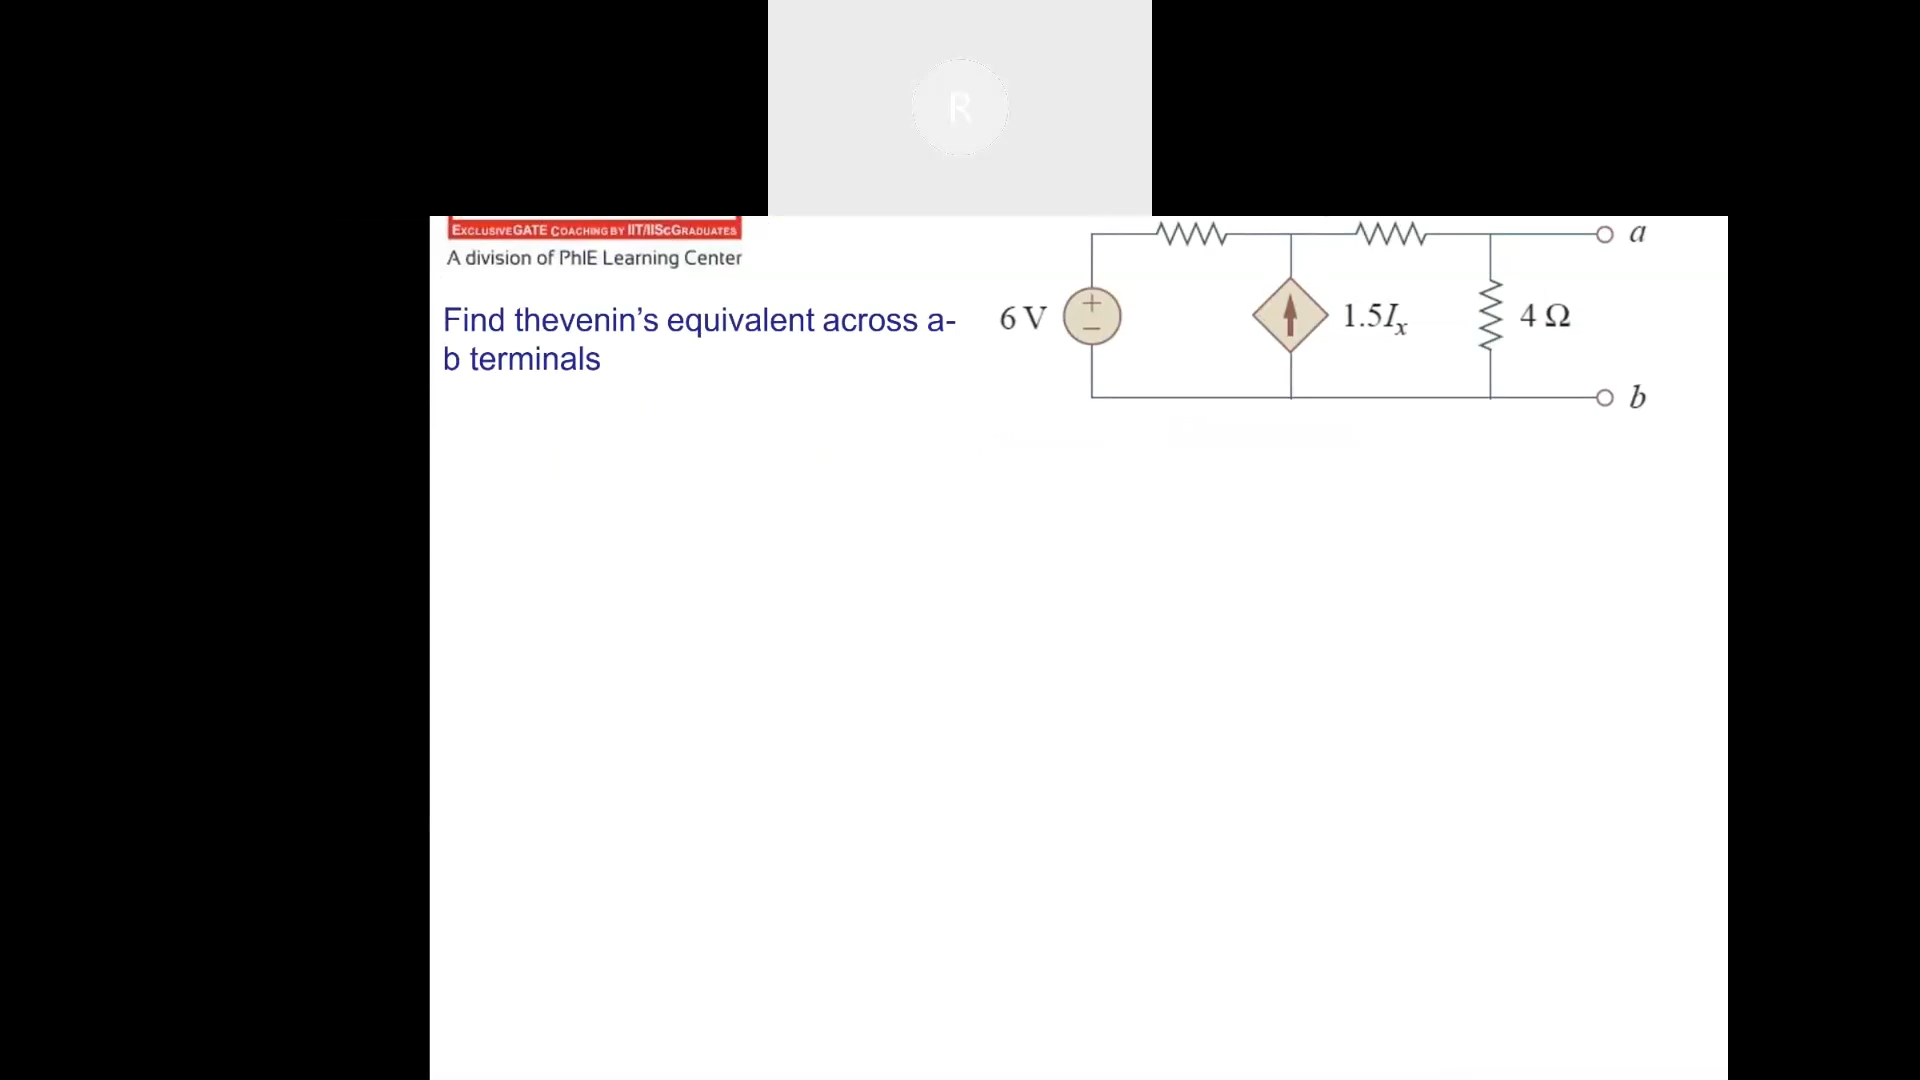 R
EXCLUSIVE GATE COACHING BY IIT/IISc GRADUATES
A division of PhIE Learning Center
Find thevenin’s equivalent across a-
b terminals
6 V
+
−
1.5Iₓ
4 Ω
a
b